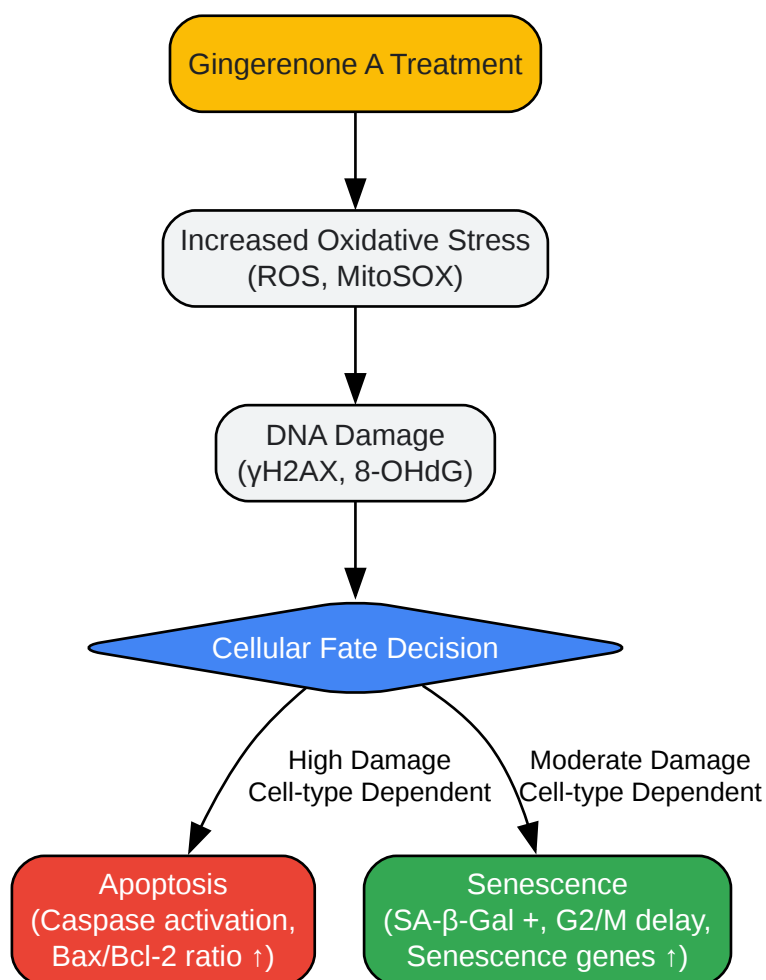 Gingerenone A Treatment
Increased Oxidative Stress
(ROS, MitoSOX)
DNA Damage
(γH2AX, 8-OHdG)
Cellular Fate Decision
High Damage
Cell-type Dependent
Moderate Damage
Cell-type Dependent
Apoptosis
(Caspase activation,
Bax/Bcl-2 ratio ↑)
Senescence
(SA-β-Gal +, G2/M delay,
Senescence genes ↑)